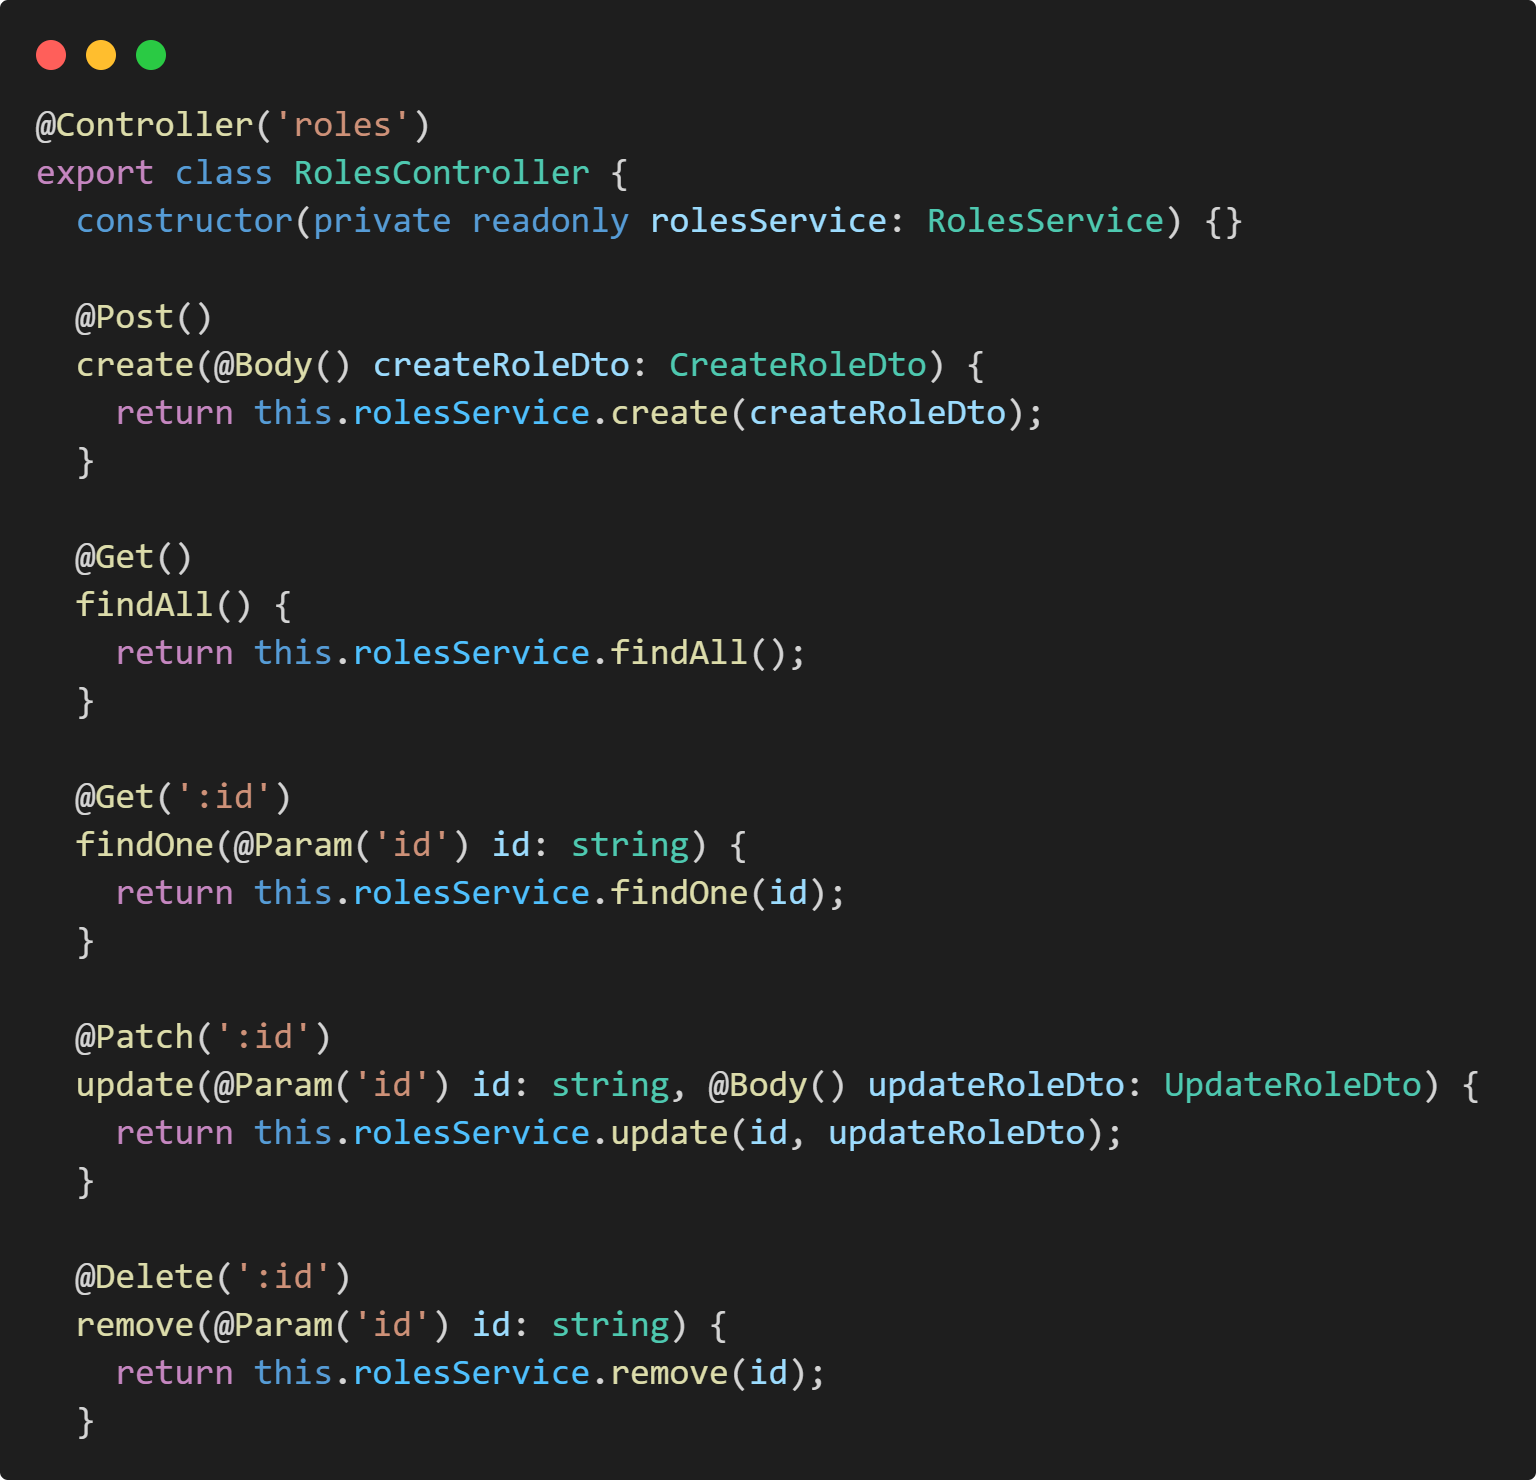 @Controller('roles')
export class RolesController {
  constructor(private readonly rolesService: RolesService) {}

  @Post()
  create(@Body() createRoleDto: CreateRoleDto) {
    return this.rolesService.create(createRoleDto);
  }

  @Get()
  findAll() {
    return this.rolesService.findAll();
  }

  @Get(':id')
  findOne(@Param('id') id: string) {
    return this.rolesService.findOne(id);
  }

  @Patch(':id')
  update(@Param('id') id: string, @Body() updateRoleDto: UpdateRoleDto) {
    return this.rolesService.update(id, updateRoleDto);
  }

  @Delete(':id')
  remove(@Param('id') id: string) {
    return this.rolesService.remove(id);
  }